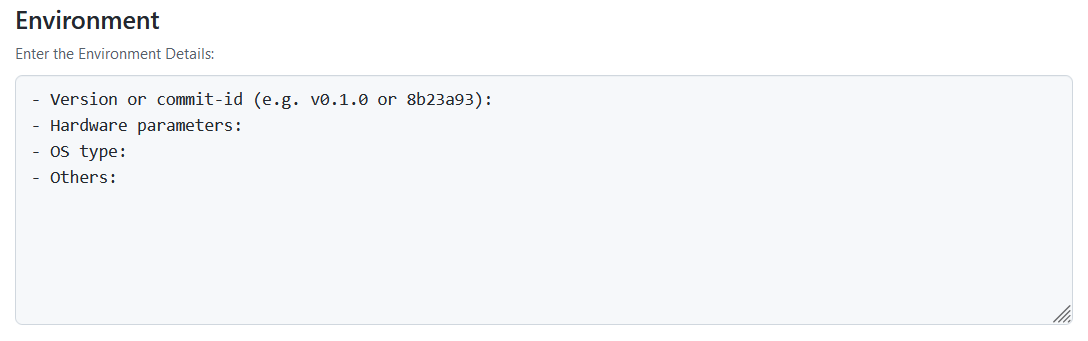 Environment
Enter the Environment Details:
- Version or commit-id (e.g. v0.1.0 or 8b23a93):
- Hardware parameters:
- OS type:
- Others: